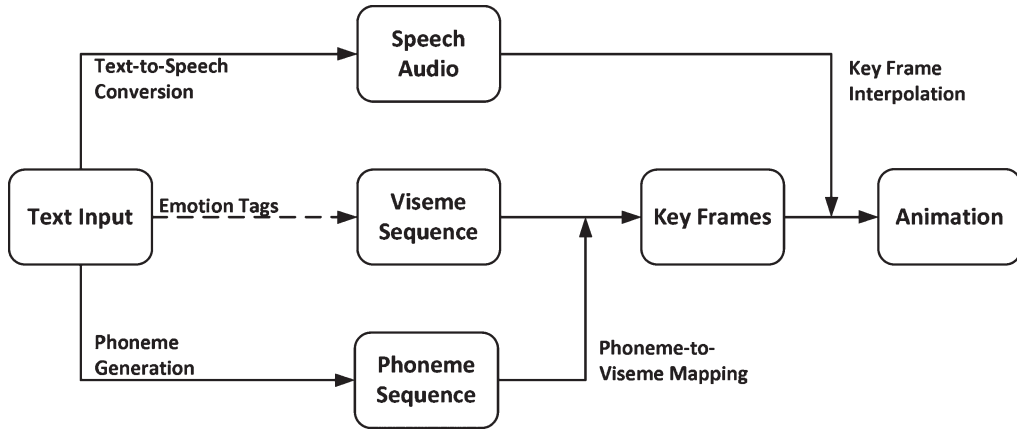 Speech
Audio
Text-to-Speech
Conversion
Key Frame
Interpolation
Text Input
Emotion Tags
Viseme
Sequence
Key Frames
Animation
Phoneme
Generation
Phoneme
Sequence
Phoneme-to-
Viseme Mapping